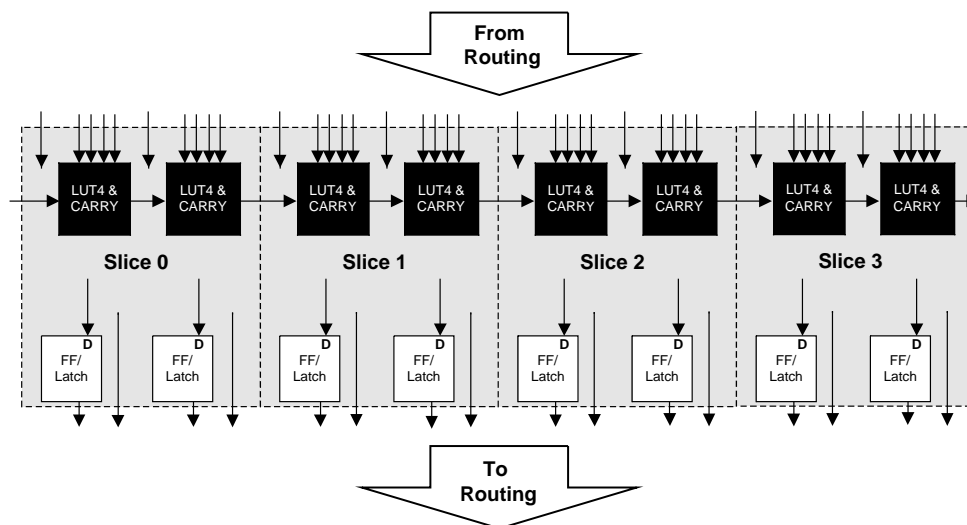 From
Routing
LUT4 &
CARRY
LUT4 &
CARRY
LUT4 &
CARRY
LUT4 &
CARRY
LUT4 &
CARRY
LUT4 &
CARRY
LUT4 &
CARRY
LUT4 &
CARRY
Slice 0
Slice 1
Slice 2
Slice 3
D
FF/
Latch
D
FF/
Latch
D
FF/
Latch
D
FF/
Latch
D
FF/
Latch
D
FF/
Latch
D
FF/
Latch
D
FF/
Latch
To
Routing